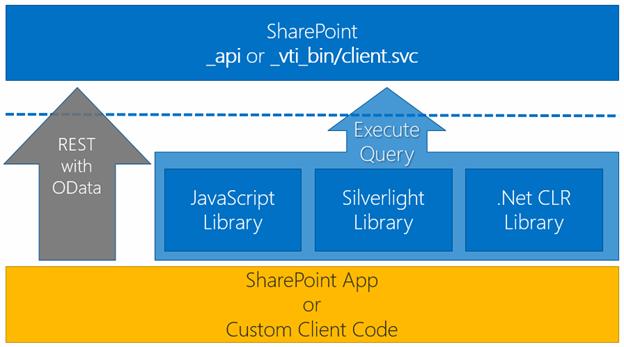 SharePoint
_api or _vti_bin/client.svc
REST
with
OData
Execute
Query
JavaScript
Library
Silverlight
Library
.Net CLR
Library
SharePoint App
or
Custom Client Code